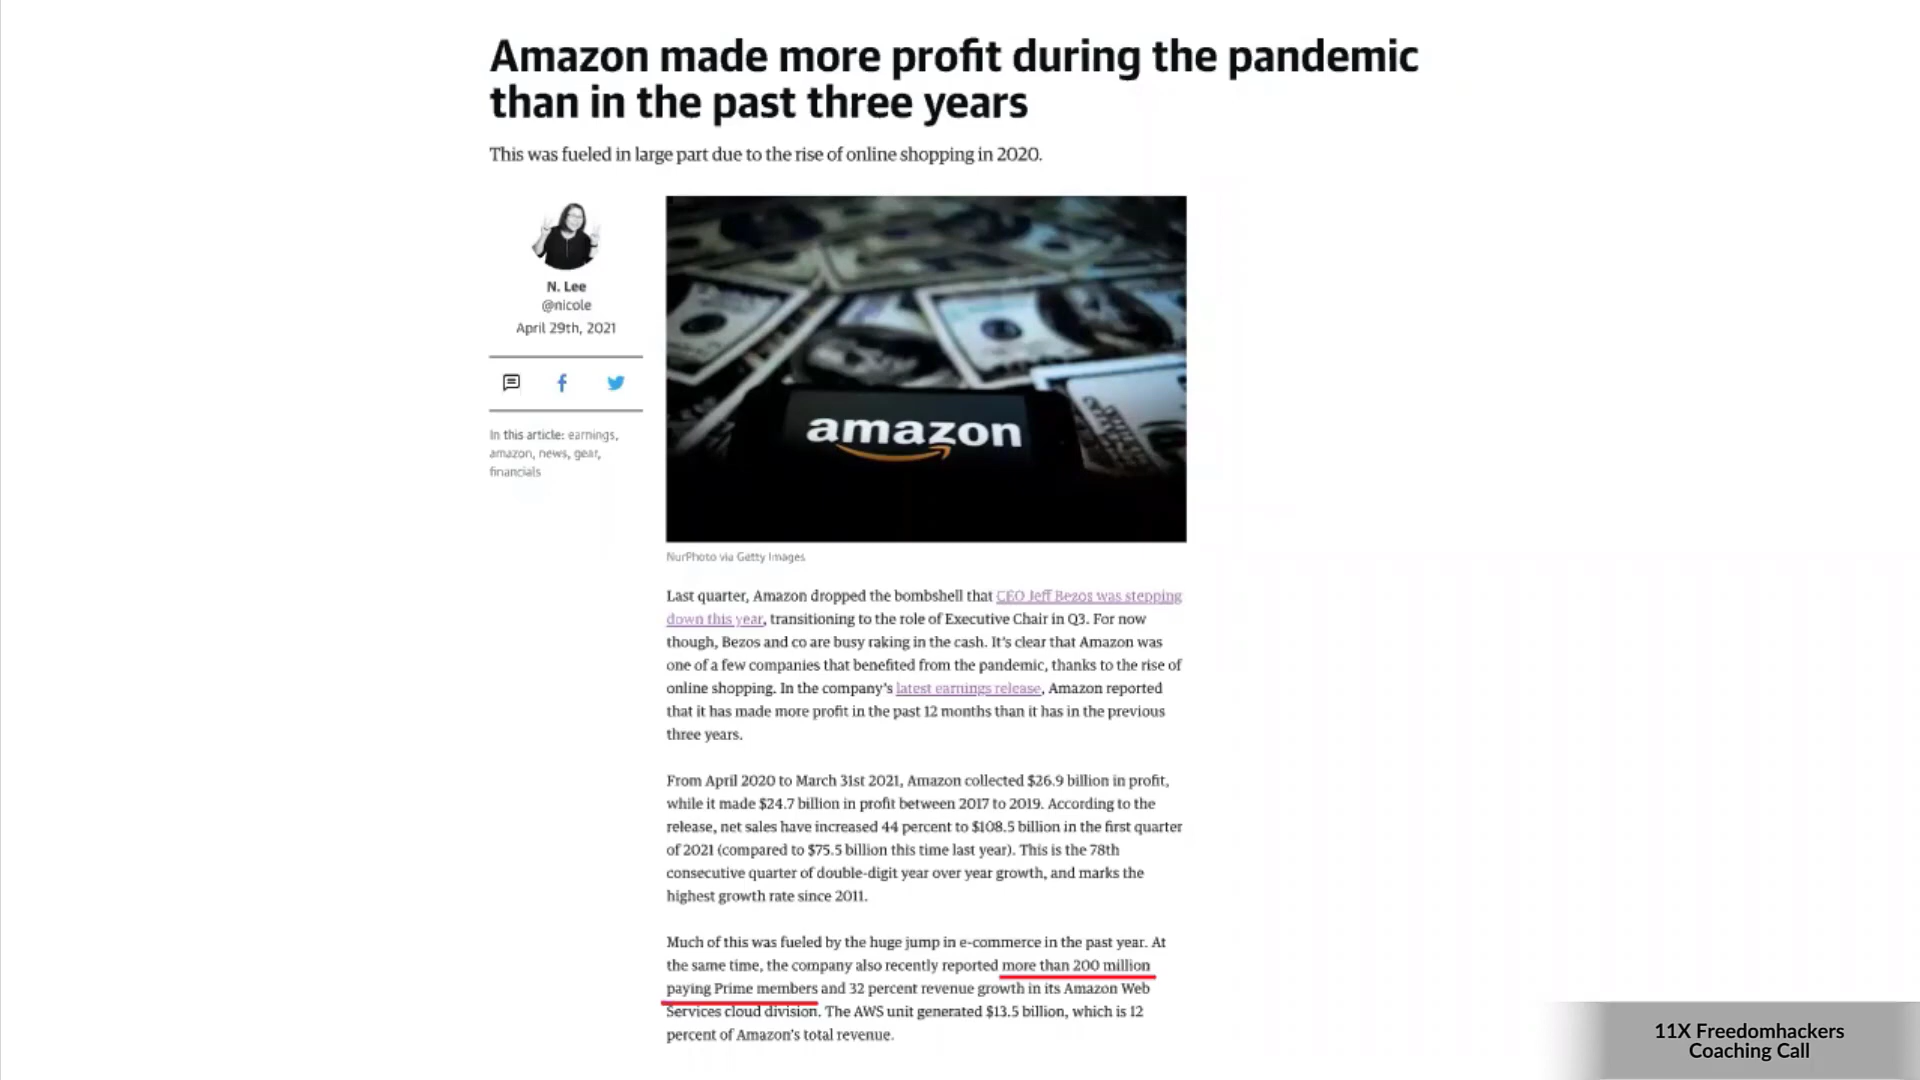 Amazon made more profit during the pandemic
than in the past three years
This was fueled in large part due to the rise of online shopping in 2020.
N. Lee
@nicole
April 29th, 2021
In this article: earnings,
amazon, news, gear,
financials
amazon
NurPhoto via Getty Images
Last quarter, Amazon dropped the bombshell that CEO Jeff Bezos was stepping
down this year, transitioning to the role of Executive Chair in Q3. For now
though, Bezos and co are busy raking in the cash. It's clear that Amazon was
one of a few companies that benefited from the pandemic, thanks to the rise of
online shopping. In the company's latest earnings release, Amazon reported
that it has made more profit in the past 12 months than it has in the previous
three years.
From April 2020 to March 31st 2021, Amazon collected $26.9 billion in profit,
while it made $24.7 billion in profit between 2017 to 2019. According to the
release, net sales have increased 44 percent to $108.5 billion in the first quarter
of 2021 (compared to $75.5 billion this time last year). This is the 78th
consecutive quarter of double-digit year over year growth, and marks the
highest growth rate since 2011.
Much of this was fueled by the huge jump in e-commerce in the past year. At
the same time, the company also recently reported more than 200 million
paying Prime members and 32 percent revenue growth in its Amazon Web
Services cloud division. The AWS unit generated $13.5 billion, which is 12
percent of Amazon's total revenue.
11X Freedomhackers
Coaching Call